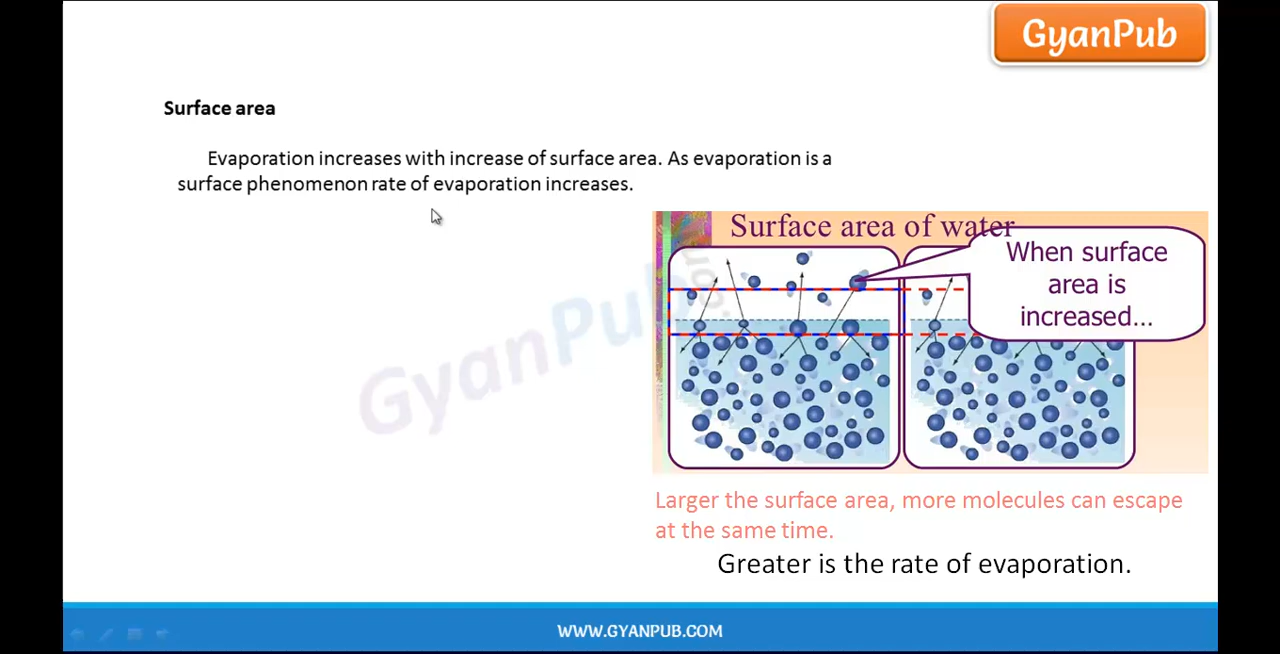 GyanPub
Surface area
Evaporation increases with increase of surface area. As evaporation is a
surface phenomenon rate of evaporation increases.
Surface area of water
When surface
area is
increased...
GyanPub
Larger the surface area, more molecules can escape
at the same time.
Greater is the rate of evaporation.
WWW.GYANPUB.COM